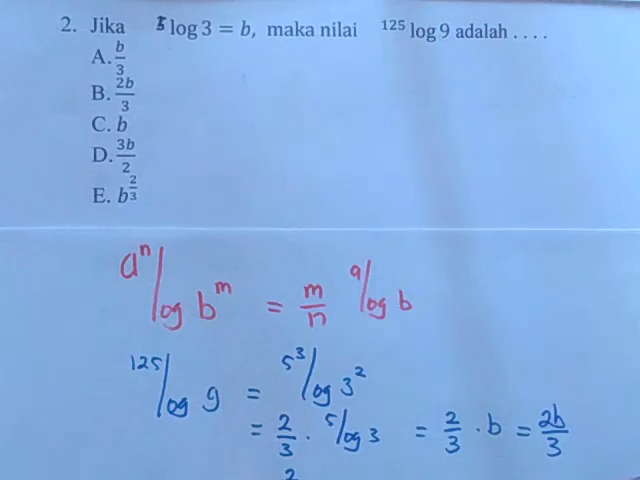 2. Jika ⁵log 3 = b, maka nilai ¹²⁵log 9 adalah . . . .
A. b/3
B. 2b/3
C. b
D. 3b/2
E. b^(2/3)
aⁿ log bᵐ = m/n ᵃlog b
¹²⁵log 9 = 5³ log 3²
= 2/3 . ⁵log 3 = 2/3 . b = 2b/3
2